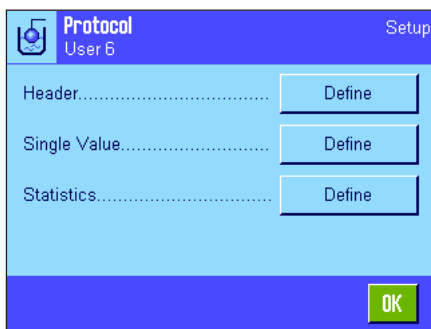 Protocol Setup
User 6
Header................................. Define
Single Value........................... Define
Statistics................................ Define
OK